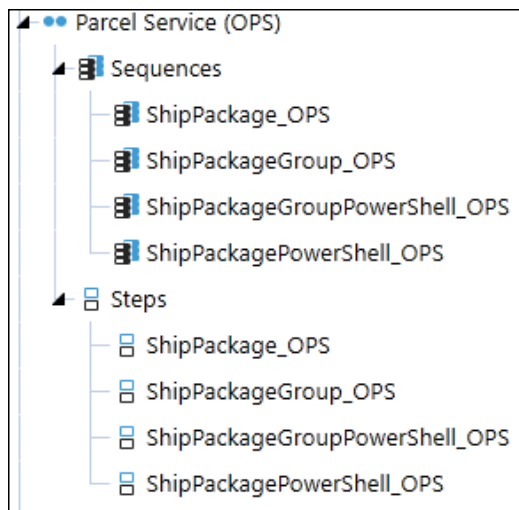 Parcel Service (OPS)
Sequences
ShipPackage_OPS
ShipPackageGroup_OPS
ShipPackageGroupPowerShell_OPS
ShipPackagePowerShell_OPS
Steps
ShipPackage_OPS
ShipPackageGroup_OPS
ShipPackageGroupPowerShell_OPS
ShipPackagePowerShell_OPS